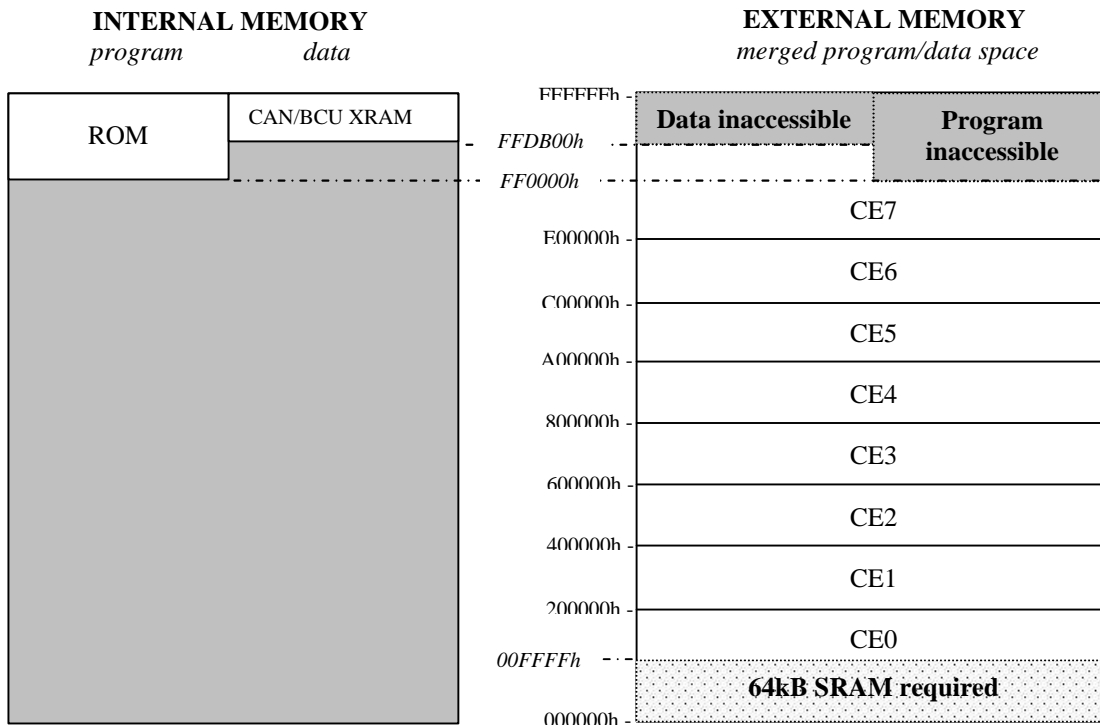 INTERNAL MEMORY
program data
ROM
CAN/BCU XRAM
EXTERNAL MEMORY
merged program/data space
FFFFFFh -
FFDB00h
FF0000h
E00000h -
C00000h -
A00000h -
800000h -
600000h -
400000h -
200000h -
00FFFFh
000000h -
Data inaccessible
Program
inaccessible
CE7
CE6
CE5
CE4
CE3
CE2
CE1
CE0
64kB SRAM required